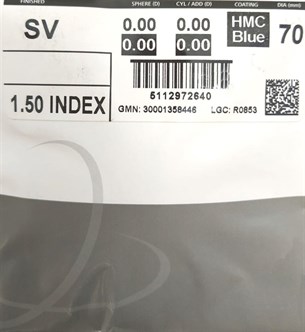 FINISHED SPHERE (D) CYL / ADD (D) COATING DIA (mm)
SV 0.00 0.00 HMC Blue 70
0.00 0.00
1.50 INDEX
5112972640
GMN: 30001358446 LGC: R0853